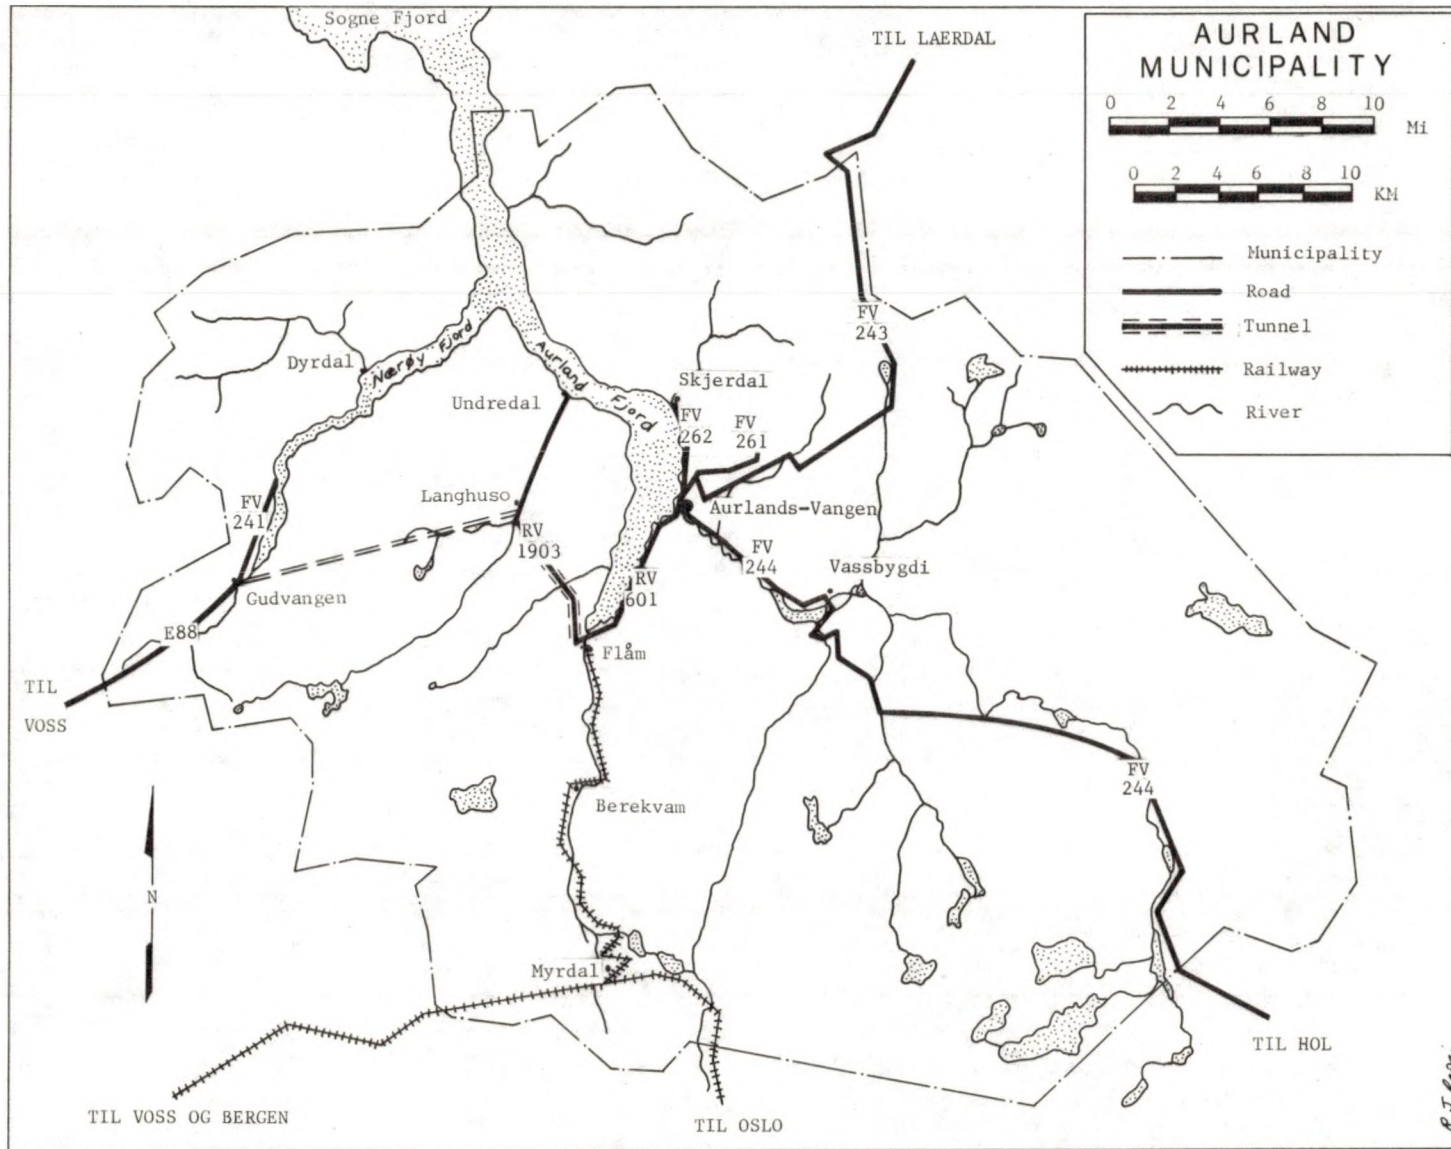 Sogne Fjord
TIL LAERDAL
AURLAND
MUNICIPALITY
0 2 4 6 8 10
Mi
0 2 4 6 8 10
KM
Municipality
Road
Tunnel
Railway
River
FV
243
Dyrdal
Nærøy Fjord
Aurland Fjord
Undredal
Skjerdal
FV
262
FV
261
Langhuso
FV
241
Aurlands-Vangen
RV
1903
FV
244
Vassbygdi
RV
601
Gudvangen
E88
Flåm
TIL
VOSS
FV
244
Berekvam
N
Myrdal
TIL HOL
TIL VOSS OG BERGEN
TIL OSLO